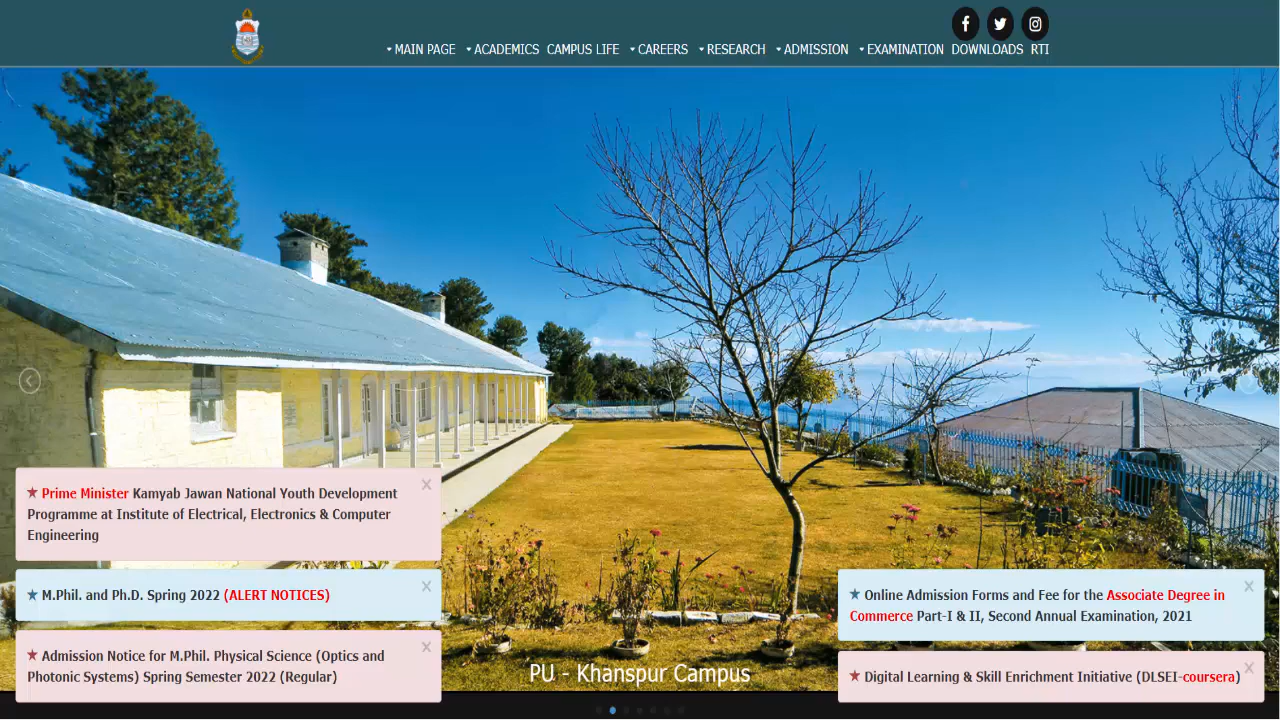 MAIN PAGE ACADEMICS CAMPUS LIFE CAREERS RESEARCH ADMISSION EXAMINATION DOWNLOADS RTI
Prime Minister Kamyab Jawan National Youth Development
Programme at Institute of Electrical, Electronics & Computer
Engineering
M.Phil. and Ph.D. Spring 2022 (ALERT NOTICES)
Admission Notice for M.Phil. Physical Science (Optics and
Photonic Systems) Spring Semester 2022 (Regular)
PU - Khanspur Campus
Online Admission Forms and Fee for the Associate Degree in
Commerce Part-I & II, Second Annual Examination, 2021
Digital Learning & Skill Enrichment Initiative (DLSEI-coursera)